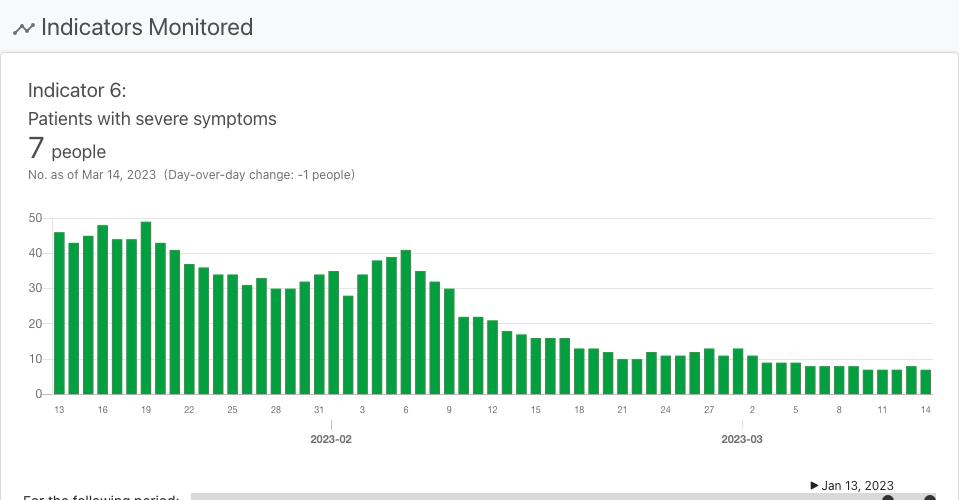 Indicators Monitored
Indicator 6:
Patients with severe symptoms
7 people
No. as of Mar 14, 2023 (Day-over-day change: -1 people)
50
40
30
20
10
0
13 16 19 22 25 28 31 3 6 9 12 15 18 21 24 27 2 5 8 11 14
2023-02 2023-03
▶ Jan 13, 2023
For the following period: